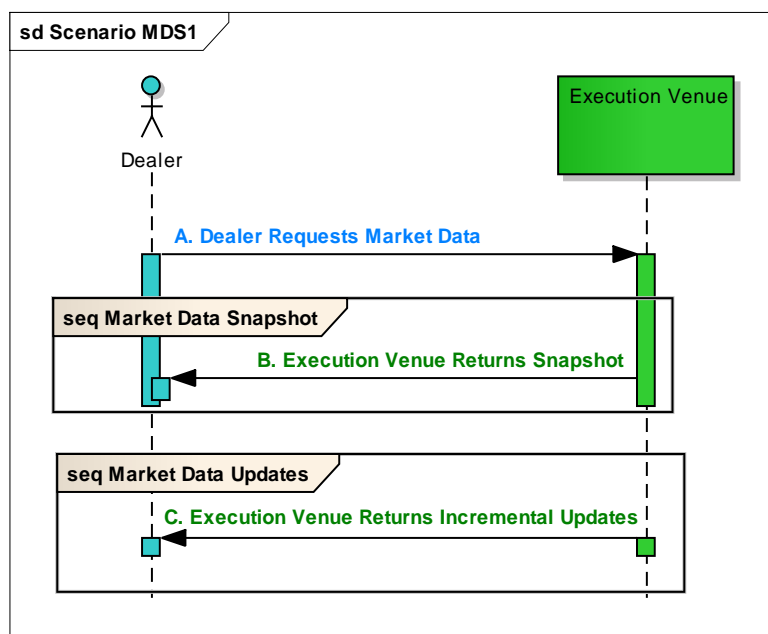 sd Scenario MDS1
Execution Venue
Dealer
A. Dealer Requests Market Data
seq Market Data Snapshot
B. Execution Venue Returns Snapshot
seq Market Data Updates
C. Execution Venue Returns Incremental Updates